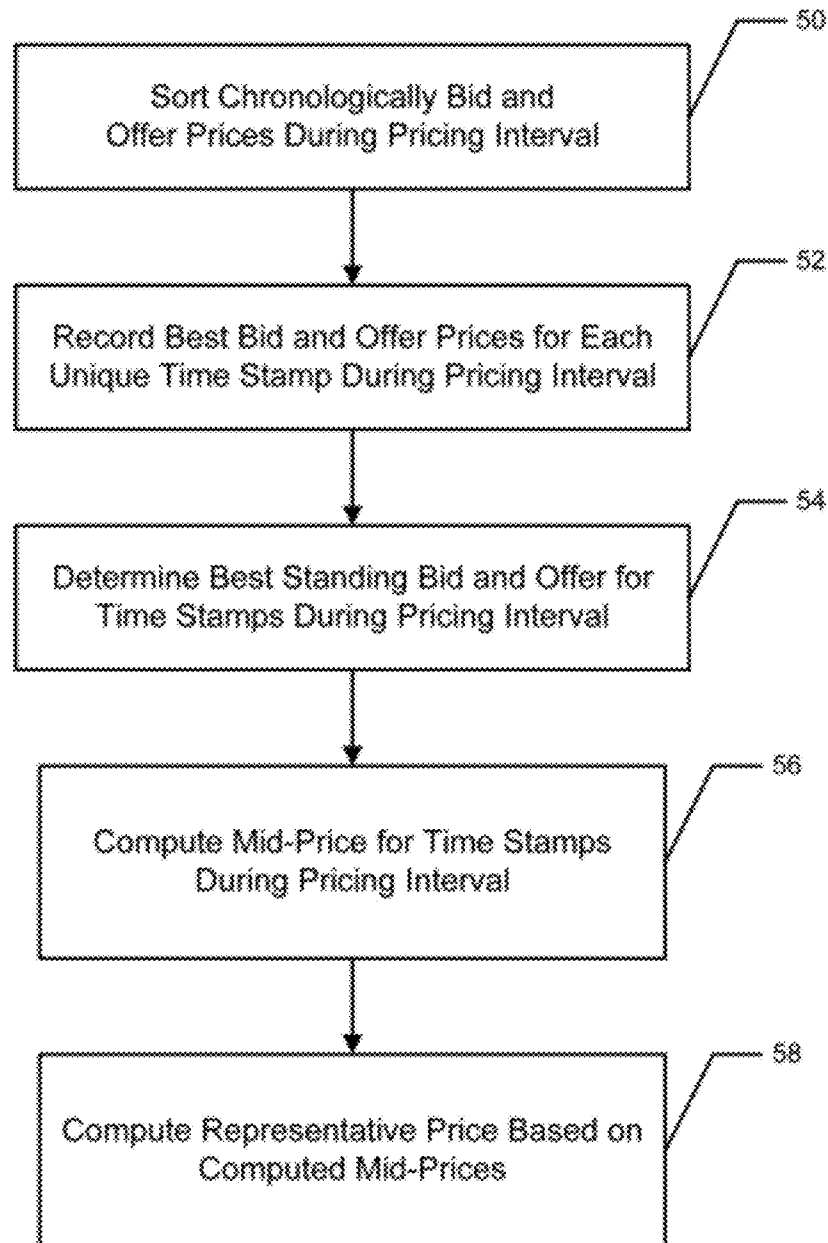 50
Sort Chronologically Bid and
Offer Prices During Pricing Interval
52
Record Best Bid and Offer Prices for Each
Unique Time Stamp During Pricing Interval
54
Determine Best Standing Bid and Offer for
Time Stamps During Pricing Interval
56
Compute Mid-Price for Time Stamps
During Pricing Interval
58
Compute Representative Price Based on
Computed Mid-Prices